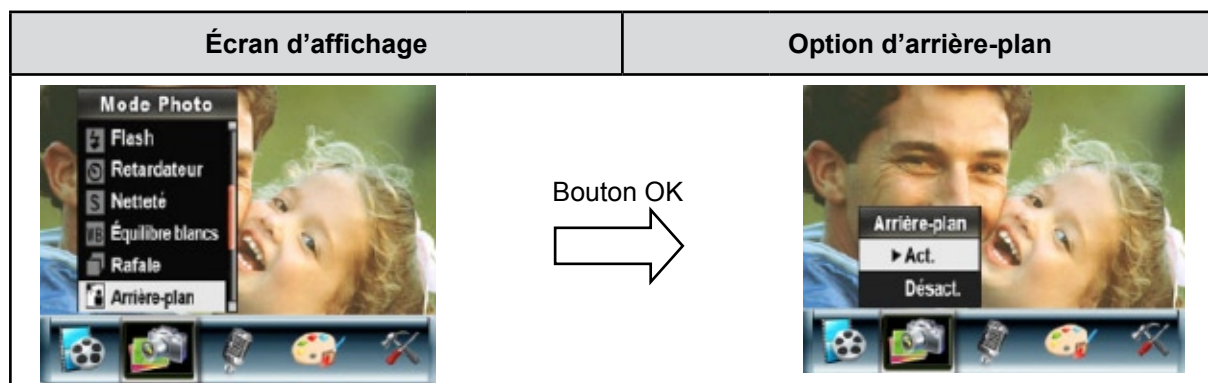 Écran d’affichage
Option d’arrière-plan
Mode Photo
Flash
Retardateur
S Netteté
WB Équilibre blancs
Rafale
Arrière-plan
Bouton OK
Arrière-plan
Act.
Désact.